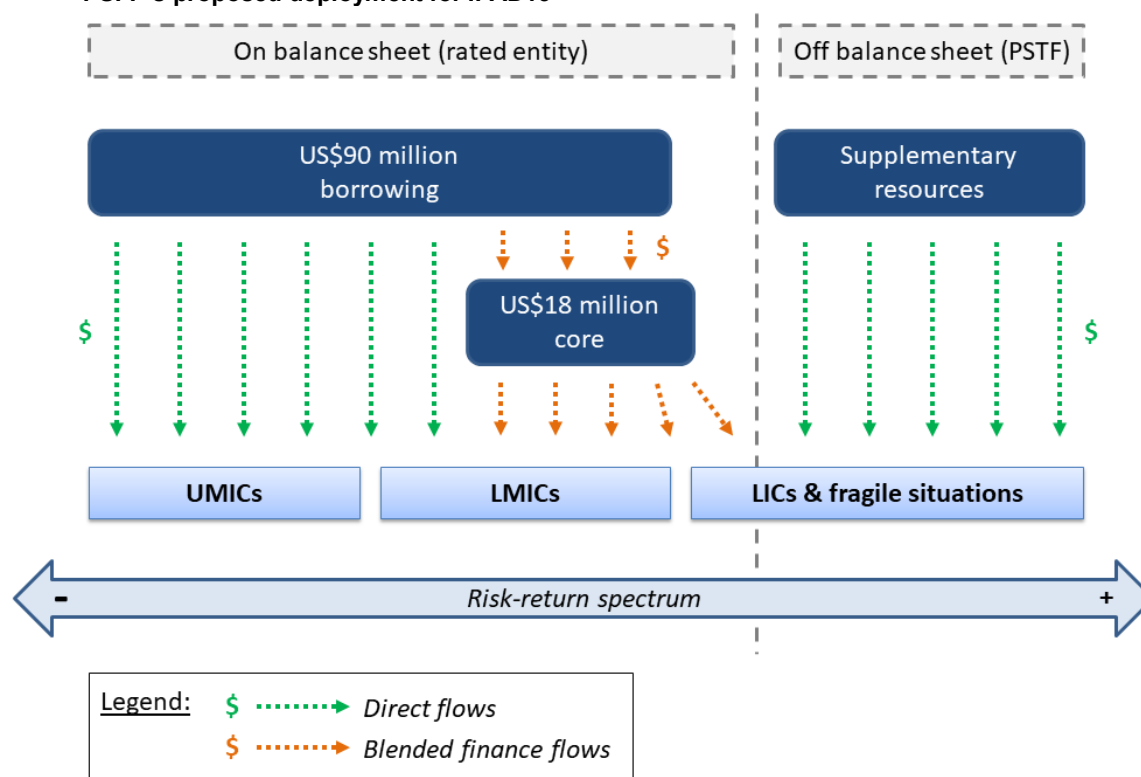 On balance sheet (rated entity)
Off balance sheet (PSTF)
US$90 million
borrowing
Supplementary
resources
$
US$18 million
core
$
$
UMICs
LMICs
LICs & fragile situations
-
Risk-return spectrum
+
Legend:
$
Direct flows
$
Blended finance flows